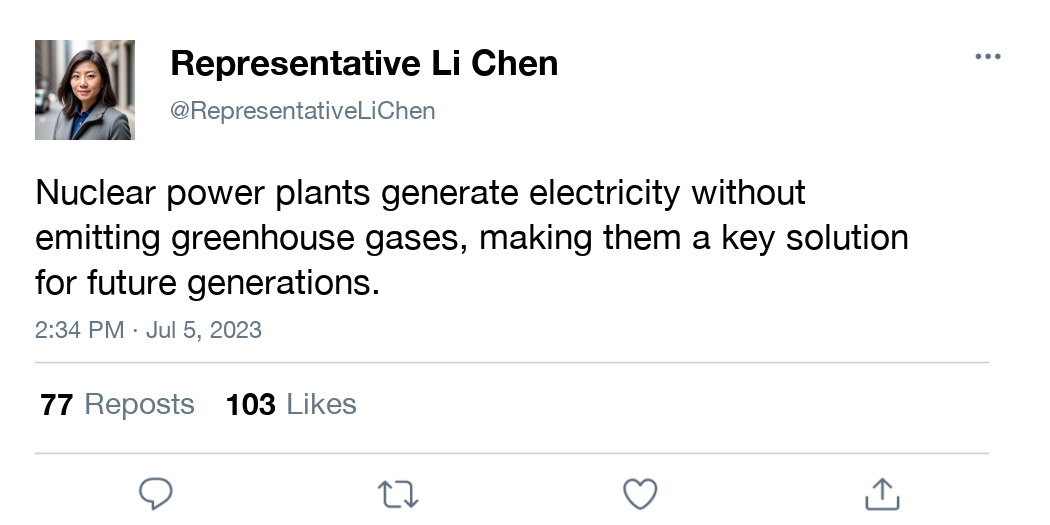 Representative Li Chen
@RepresentativeLiChen
Nuclear power plants generate electricity without
emitting greenhouse gases, making them a key solution
for future generations.
2:34 PM · Jul 5, 2023
77 Reposts 103 Likes